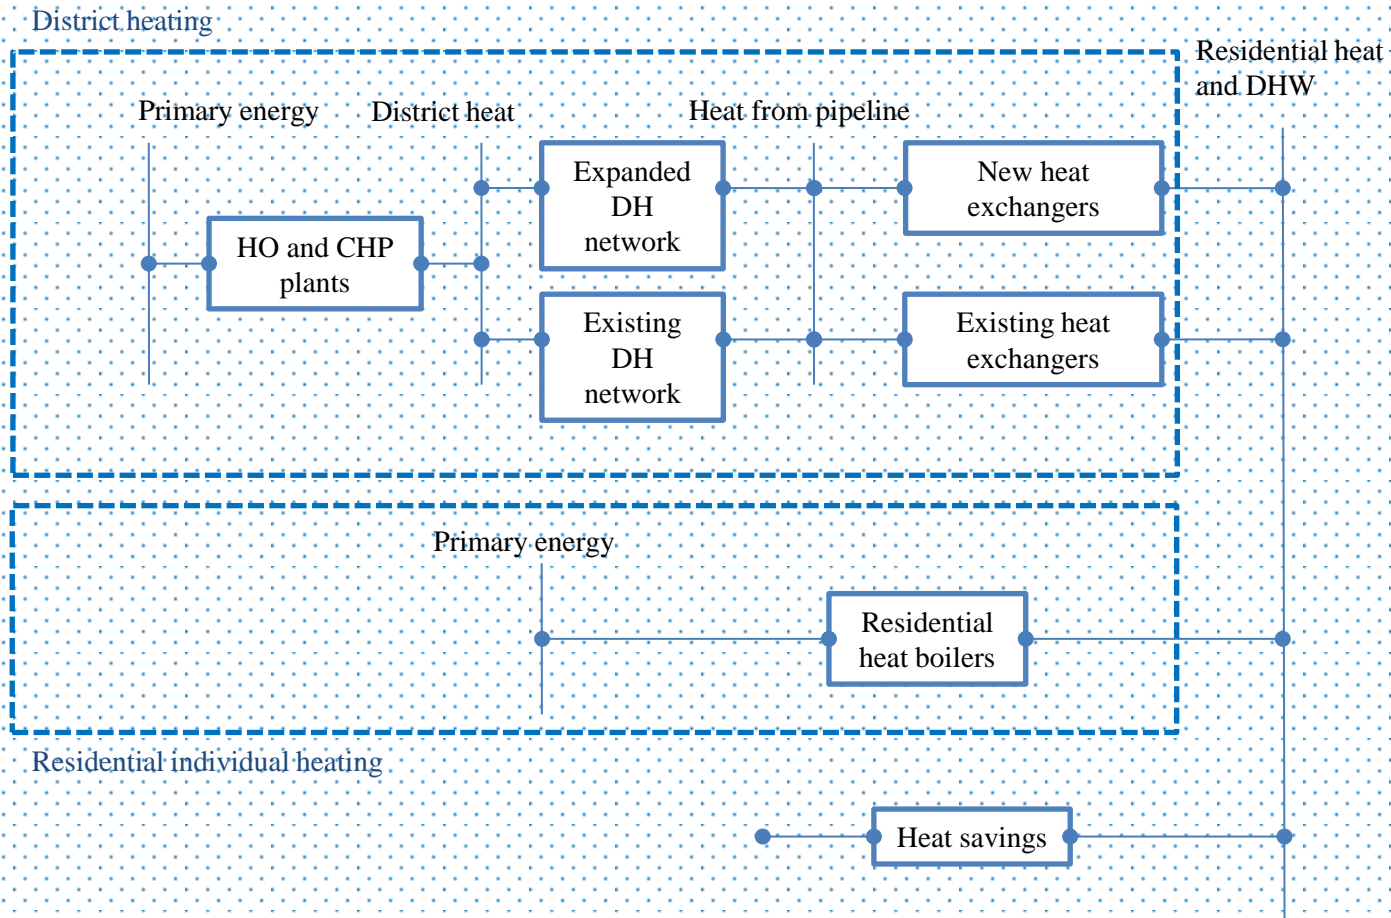 District heating
Residential heat
and DHW
Primary energy
District heat
Heat from pipeline
Expanded
DH
network
New heat
exchangers
HO and CHP
plants
Existing
DH
network
Existing heat
exchangers
Primary energy
Residential
heat boilers
Residential individual heating
Heat savings